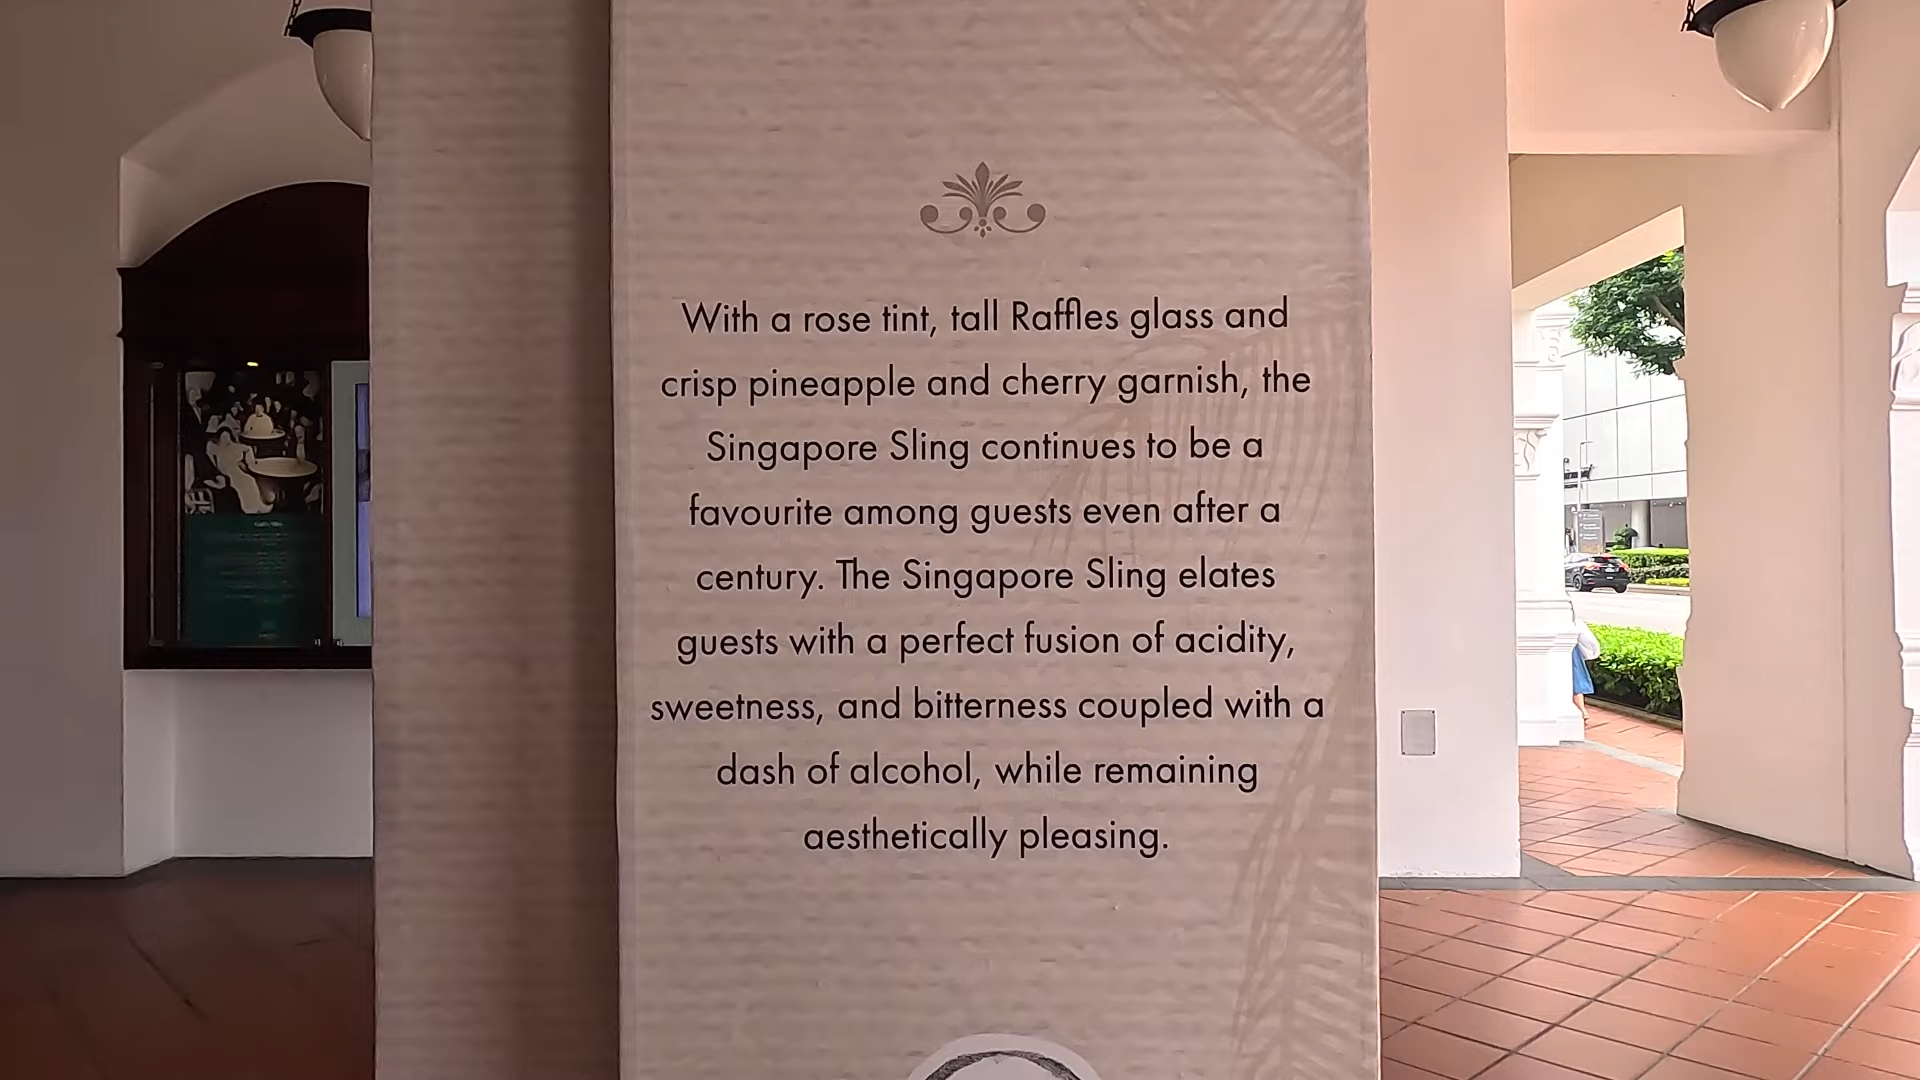 With a rose tint, tall Raffles glass and
crisp pineapple and cherry garnish, the
Singapore Sling continues to be a
favourite among guests even after a
century. The Singapore Sling elates
guests with a perfect fusion of acidity,
sweetness, and bitterness coupled with a
dash of alcohol, while remaining
aesthetically pleasing.